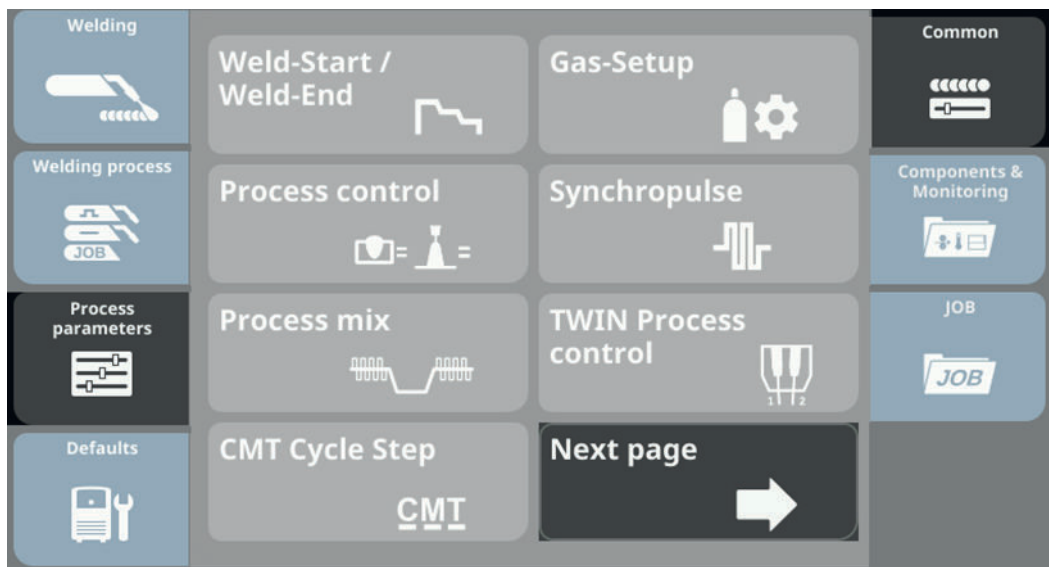 Welding
Welding process
JOB
Process
parameters
Defaults
Weld-Start /
Weld-End
Gas-Setup
Process control
Synchropulse
Process mix
TWIN Process
control
1 2
CMT Cycle Step
CMT
Next page
Common
Components &
Monitoring
JOB
JOB